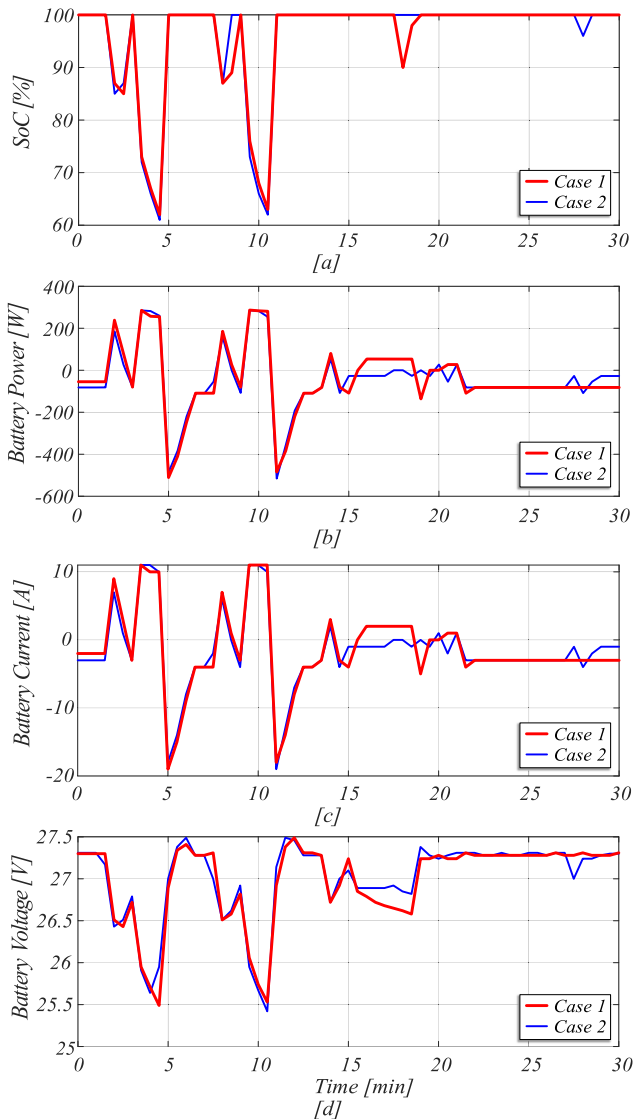 100
90
80
70
60
SoC [%]
Case 1
Case 2
0 5 10 15 20 25 30
[a]
400
200
0
-200
-400
-600
Battery Power [W]
Case 1
Case 2
0 5 10 15 20 25 30
[b]
10
0
-10
-20
Battery Current [A]
Case 1
Case 2
0 5 10 15 20 25 30
[c]
27.5
27
26.5
26
25.5
25
Battery Voltage [V]
Case 1
Case 2
0 5 10 15 20 25 30
Time [min]
[d]